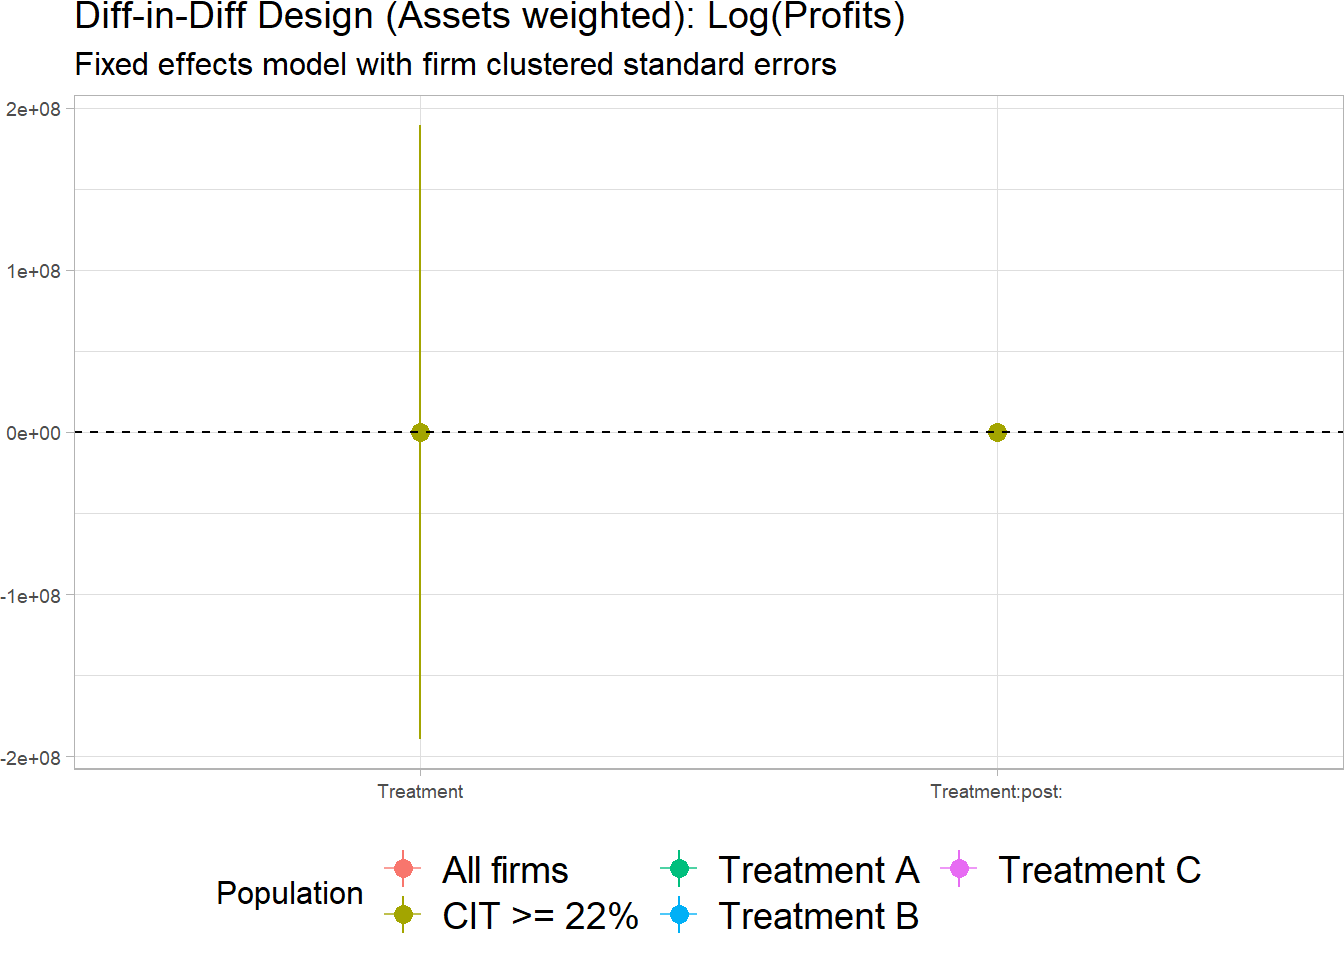 Diff-in-Diff Design (Assets weighted): Log(Profits)
Fixed effects model with firm clustered standard errors
2e+08
1e+08
0e+00
-1e+08
-2e+08
Treatment
Treatment:post:
Population
All firms
CIT >= 22%
Treatment A
Treatment B
Treatment C